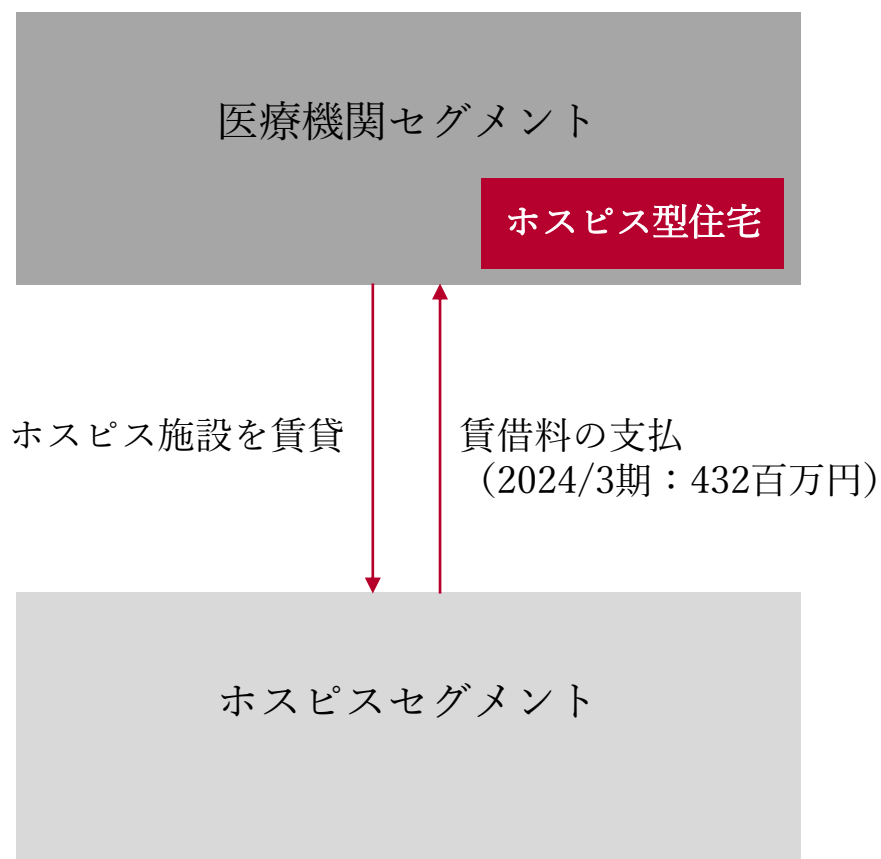 医療機関セグメント
ホスピス型住宅
ホスピス施設を賃貸
賃借料の支払
（2024/3期：432百万円）
ホスピスセグメント